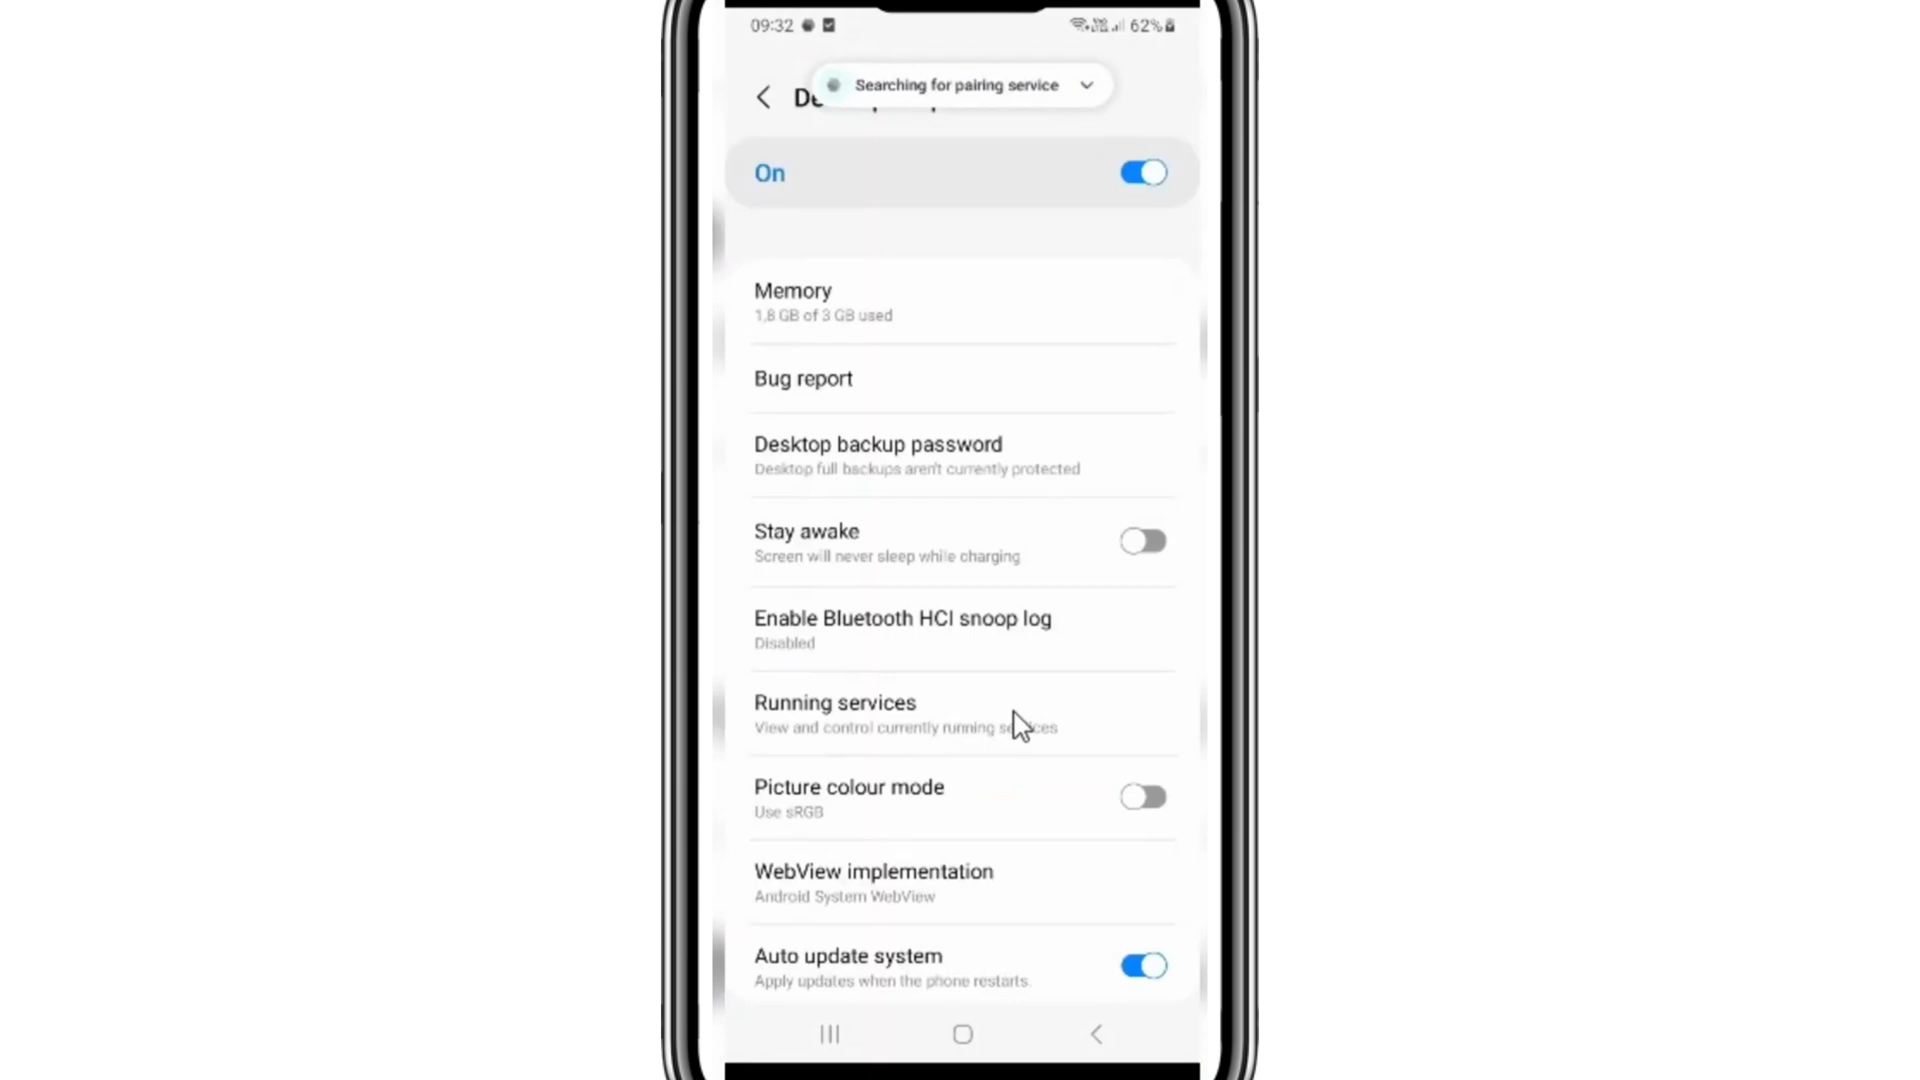 09:32 62%
Searching for pairing service
De
On
Memory
1,8 GB of 3 GB used
Bug report
Desktop backup password
Desktop full backups aren't currently protected
Stay awake
Screen will never sleep while charging
Enable Bluetooth HCI snoop log
Disabled
Running services
View and control currently running services
Picture colour mode
Use sRGB
WebView implementation
Android System WebView
Auto update system
Apply updates when the phone restarts.